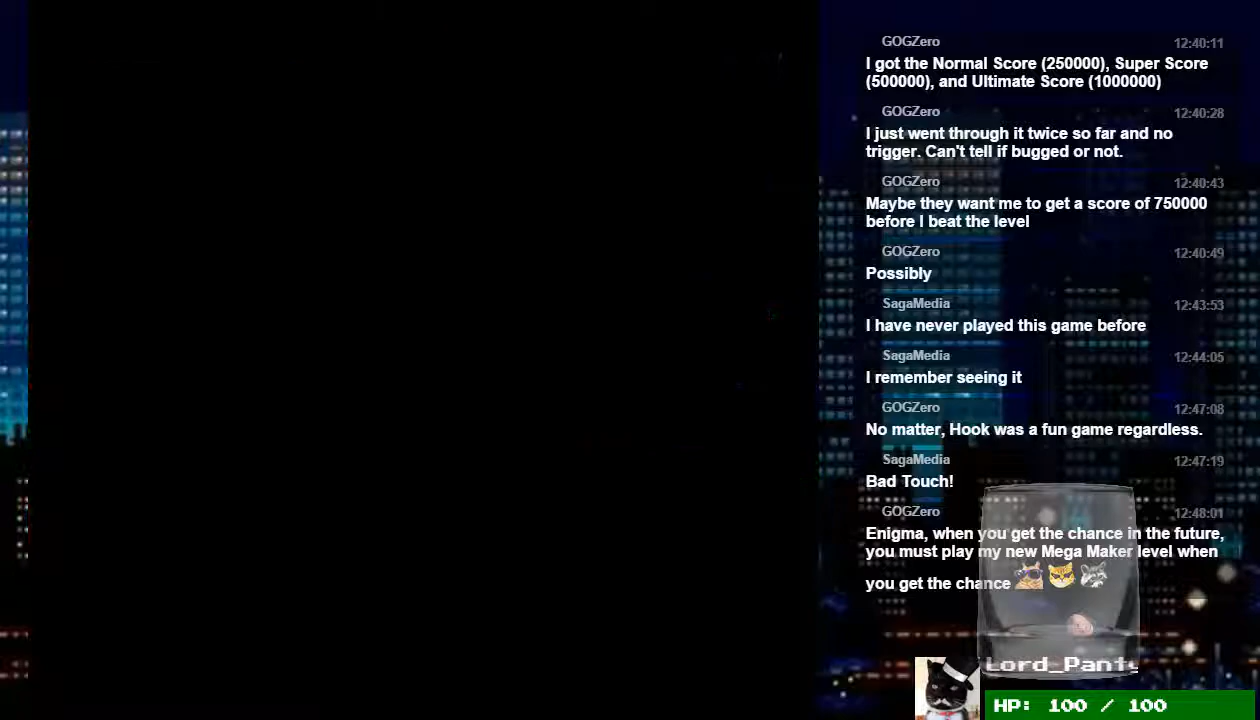 GOGZero 12:40:11
I got the Normal Score (250000), Super Score
(500000), and Ultimate Score (1000000)
GOGZero 12:40:28
I just went through it twice so far and no
trigger. Can't tell if bugged or not.
GOGZero 12:40:43
Maybe they want me to get a score of 750000
before I beat the level
GOGZero 12:40:49
Possibly
SagaMedia 12:43:53
I have never played this game before
SagaMedia 12:44:05
I remember seeing it
GOGZero 12:47:08
No matter, Hook was a fun game regardless.
SagaMedia 12:47:19
Bad Touch!
GOGZero 12:48:01
Enigma, when you get the chance in the future,
you must play my new Mega Maker level when
you get the chance
HP: 100 / 100